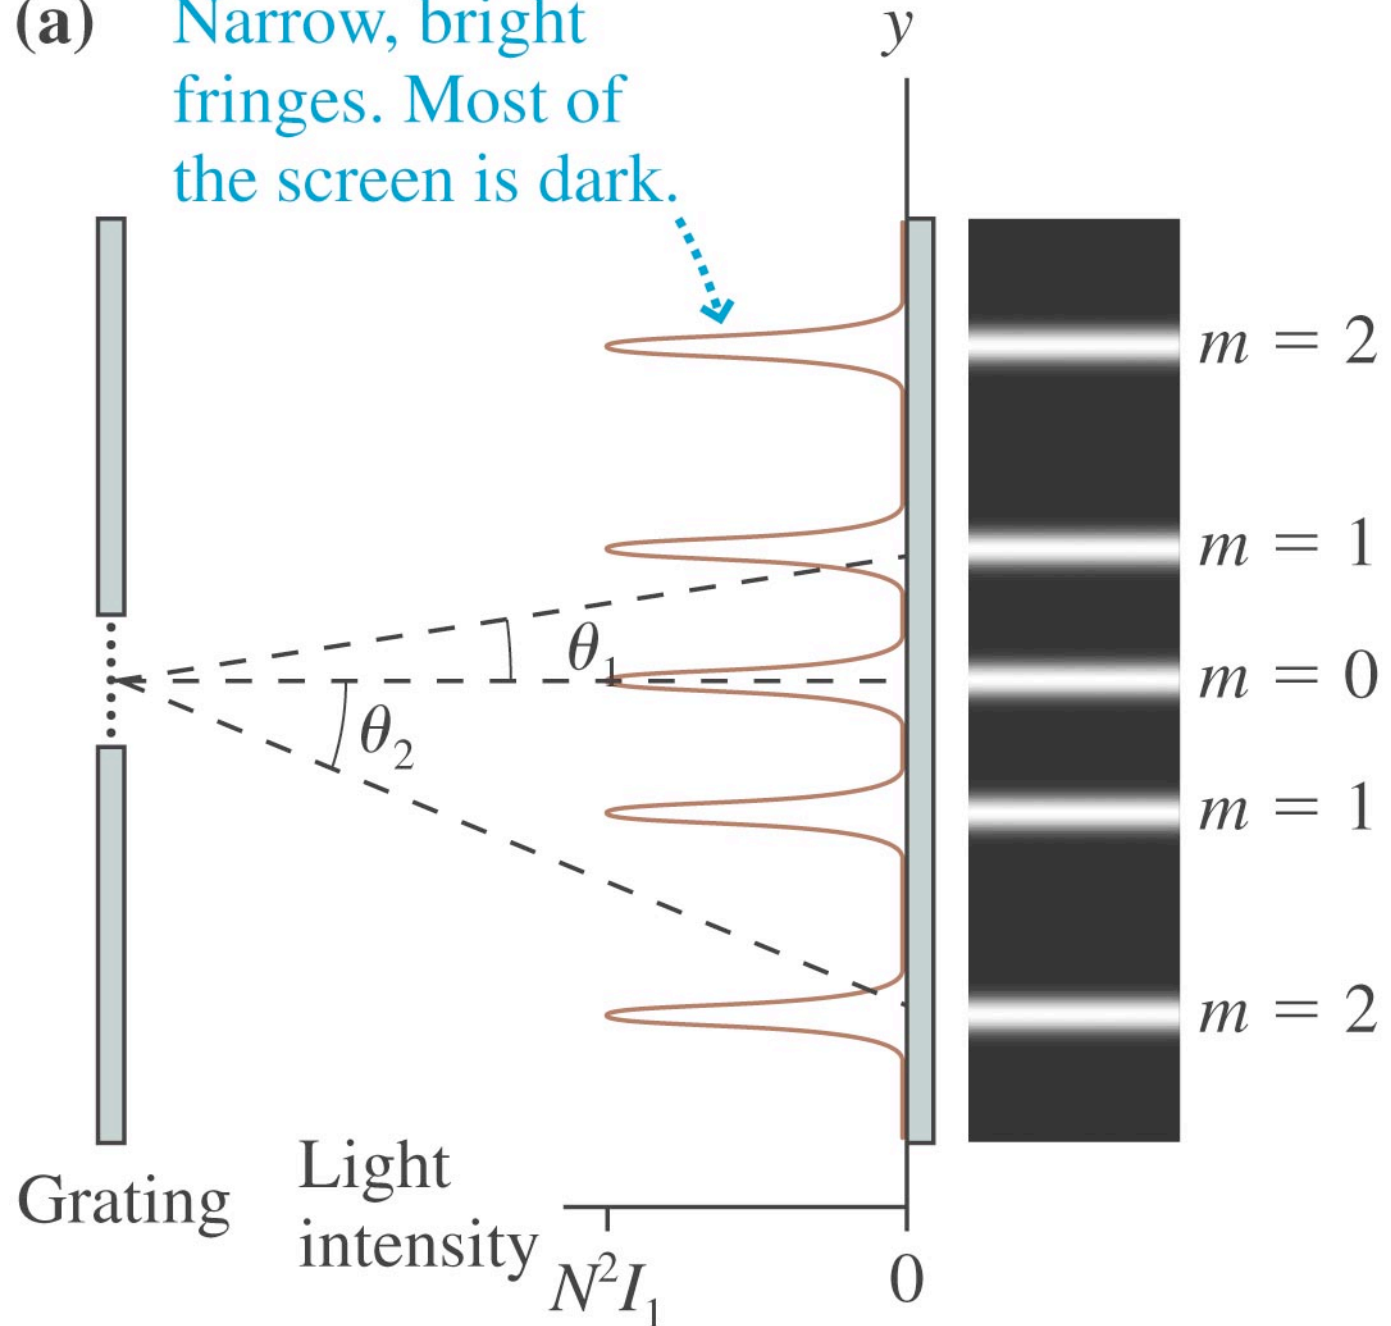 (a)
Narrow, bright
fringes. Most of
the screen is dark.
y
m = 2
m = 1
θ₁
m = 0
θ₂
m = 1
m = 2
Grating
Light
intensity
N²I₁
0